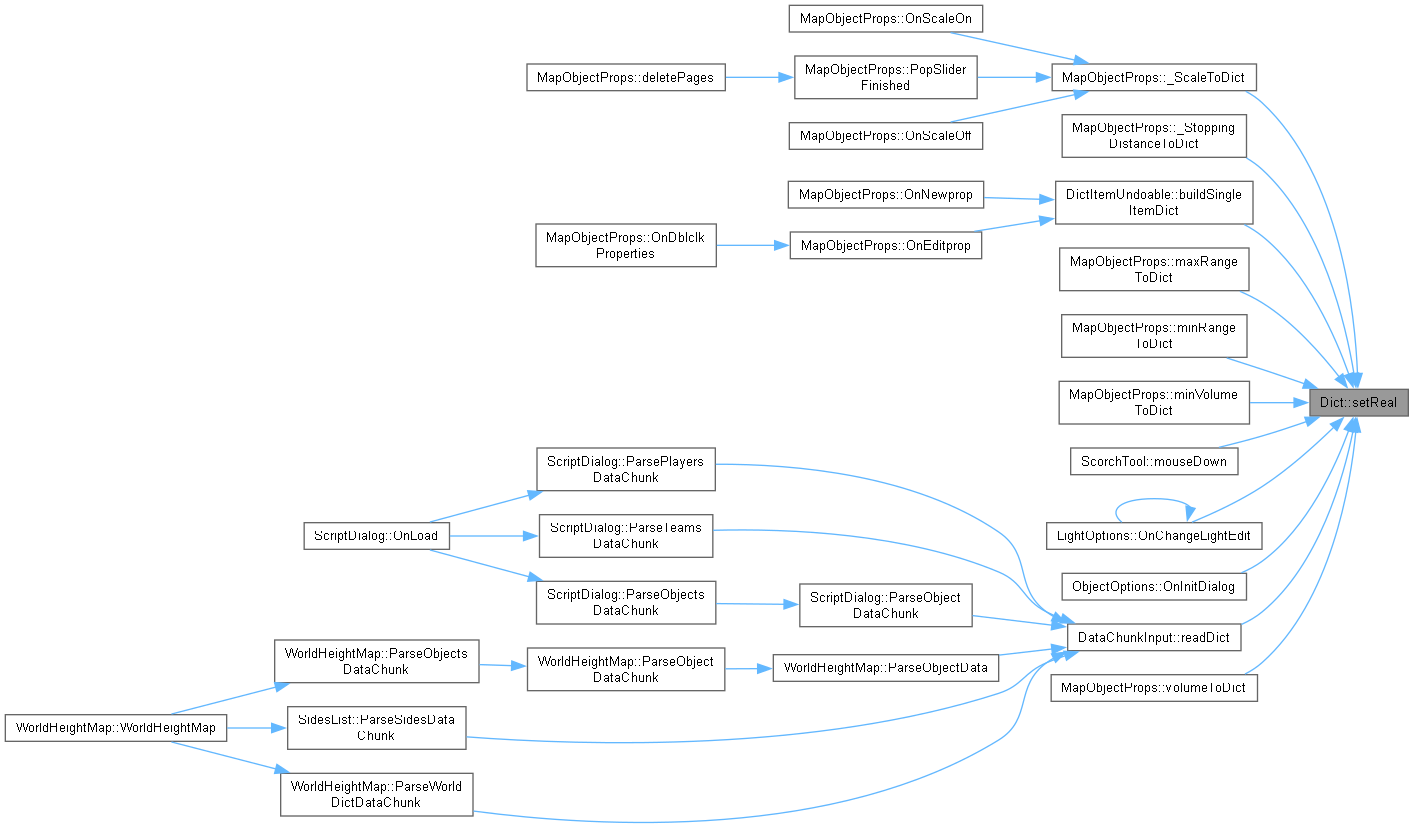 MapObjectProps::OnScaleOn
MapObjectProps::deletePages
MapObjectProps::PopSlider
Finished
MapObjectProps::_ScaleToDict
MapObjectProps::OnScaleOff
MapObjectProps::_Stopping
DistanceToDict
MapObjectProps::OnNewprop
DictItemUndoable::buildSingle
ItemDict
MapObjectProps::OnDblclk
Properties
MapObjectProps::OnEditprop
MapObjectProps::maxRange
ToDict
MapObjectProps::minRange
ToDict
MapObjectProps::minVolume
ToDict
Dict::setReal
ScorchTool::mouseDown
ScriptDialog::ParsePlayers
DataChunk
ScriptDialog::OnLoad
ScriptDialog::ParseTeams
DataChunk
LightOptions::OnChangeLightEdit
ScriptDialog::ParseObjects
DataChunk
ScriptDialog::ParseObject
DataChunk
ObjectOptions::OnInitDialog
DataChunkInput::readDict
WorldHeightMap::ParseObjects
DataChunk
WorldHeightMap::ParseObject
DataChunk
WorldHeightMap::ParseObjectData
MapObjectProps::volumeToDict
WorldHeightMap::WorldHeightMap
SidesList::ParseSidesData
Chunk
WorldHeightMap::ParseWorld
DictDataChunk